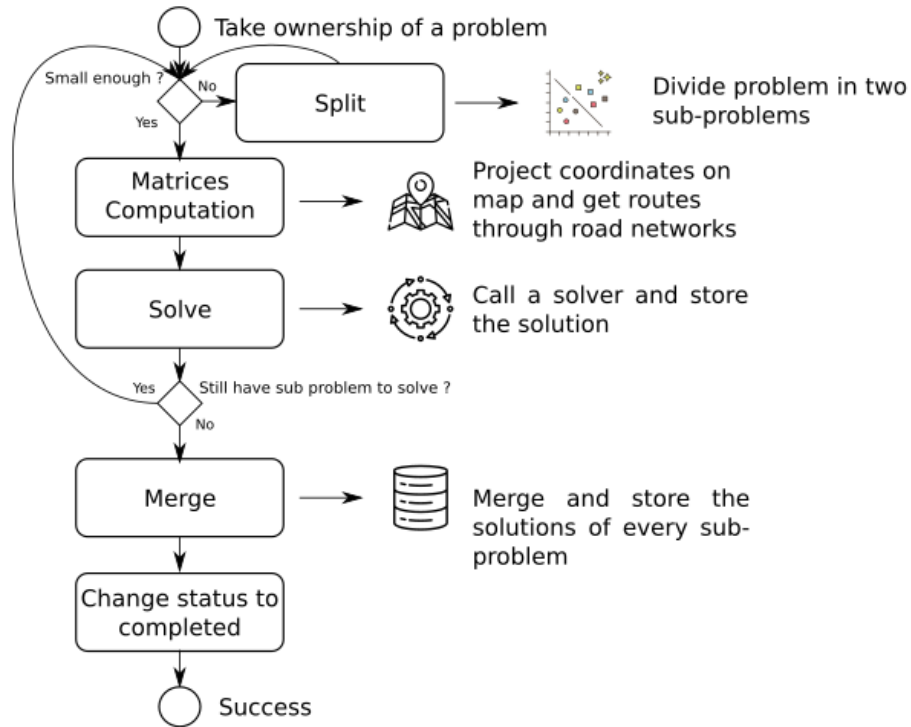 Take ownership of a problem
Small enough ?
No
Yes
Split
Divide problem in two
sub-problems
Matrices
Computation
Project coordinates on
map and get routes
through road networks
Solve
Call a solver and store
the solution
Yes
Still have sub problem to solve ?
No
Merge
Merge and store the
solutions of every sub-
problem
Change status to
completed
Success